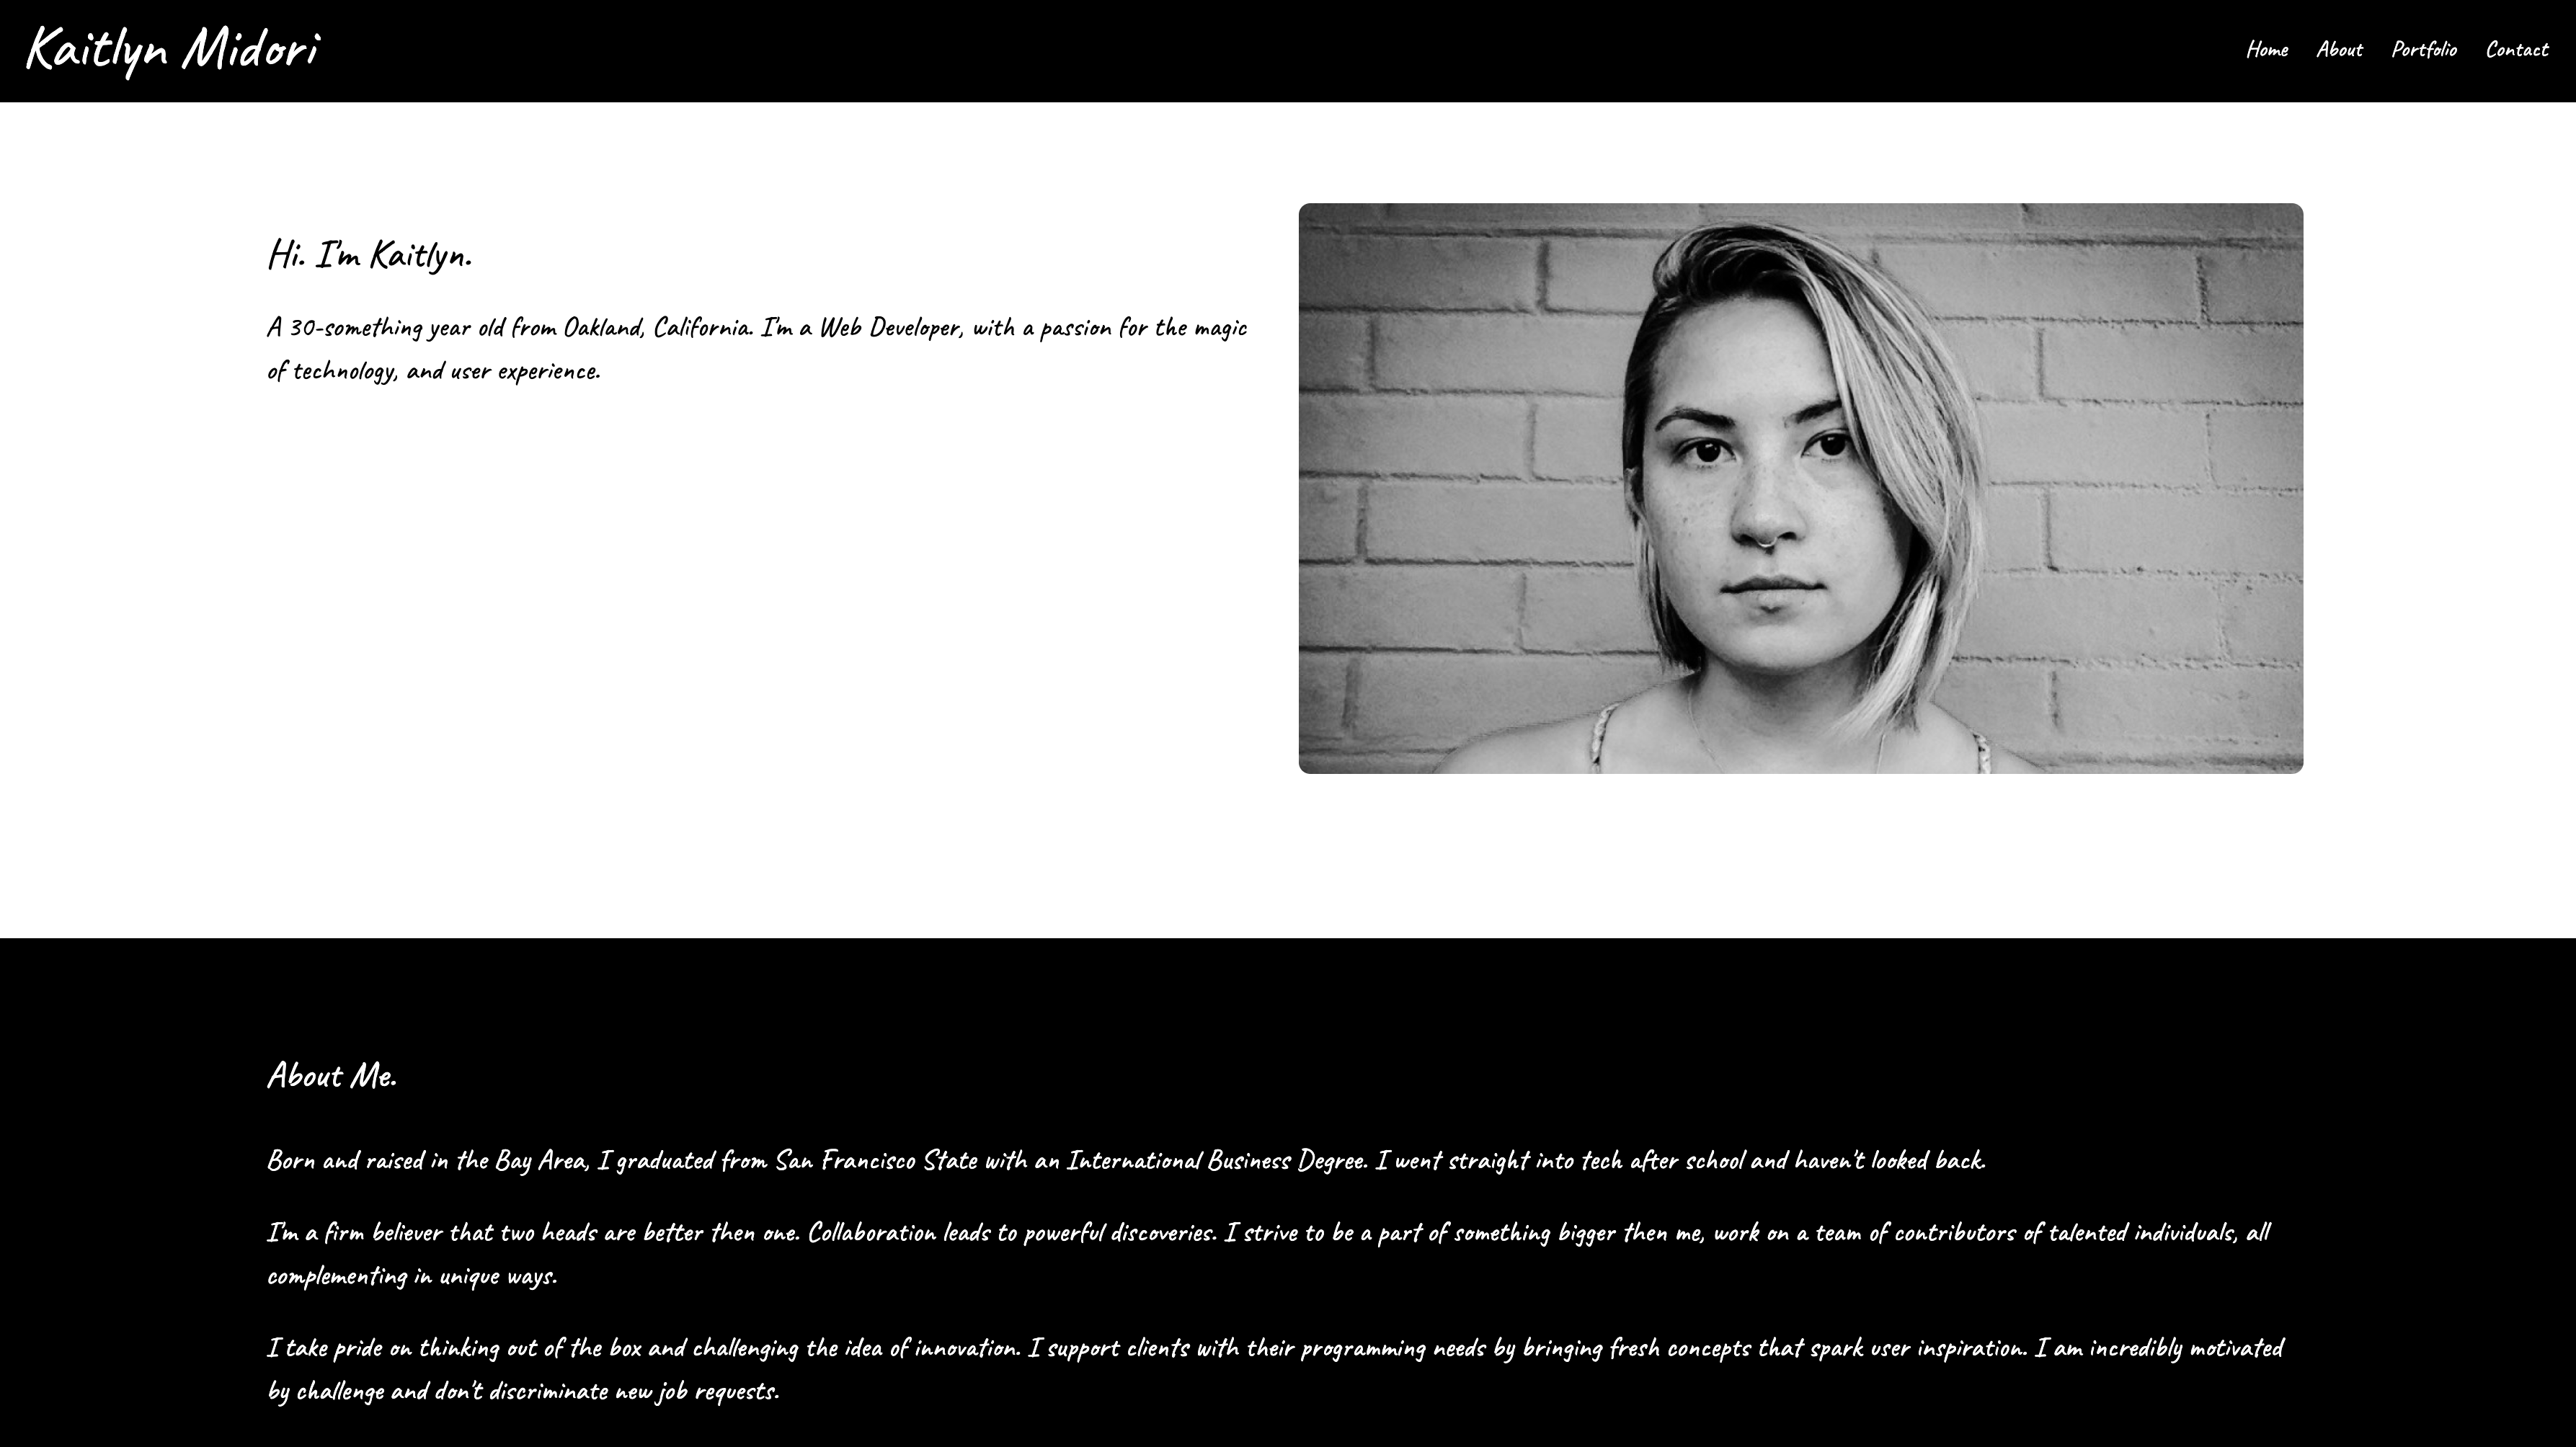 Kaitlyn Midori
Home About Portfolio Contact
Hi. I'm Kaitlyn.
A 30-something year old from Oakland, California. I'm a Web Developer, with a passion for the magic
of technology, and user experience.
About Me.
Born and raised in the Bay Area, I graduated from San Francisco State with an International Business Degree. I went straight into tech after school and haven't looked back.
I'm a firm believer that two heads are better then one. Collaboration leads to powerful discoveries. I strive to be a part of something bigger then me, work on a team of contributors of talented individuals, all
complementing in unique ways.
I take pride on thinking out of the box and challenging the idea of innovation. I support clients with their programming needs by bringing fresh concepts that spark user inspiration. I am incredibly motivated
by challenge and don't discriminate new job requests.